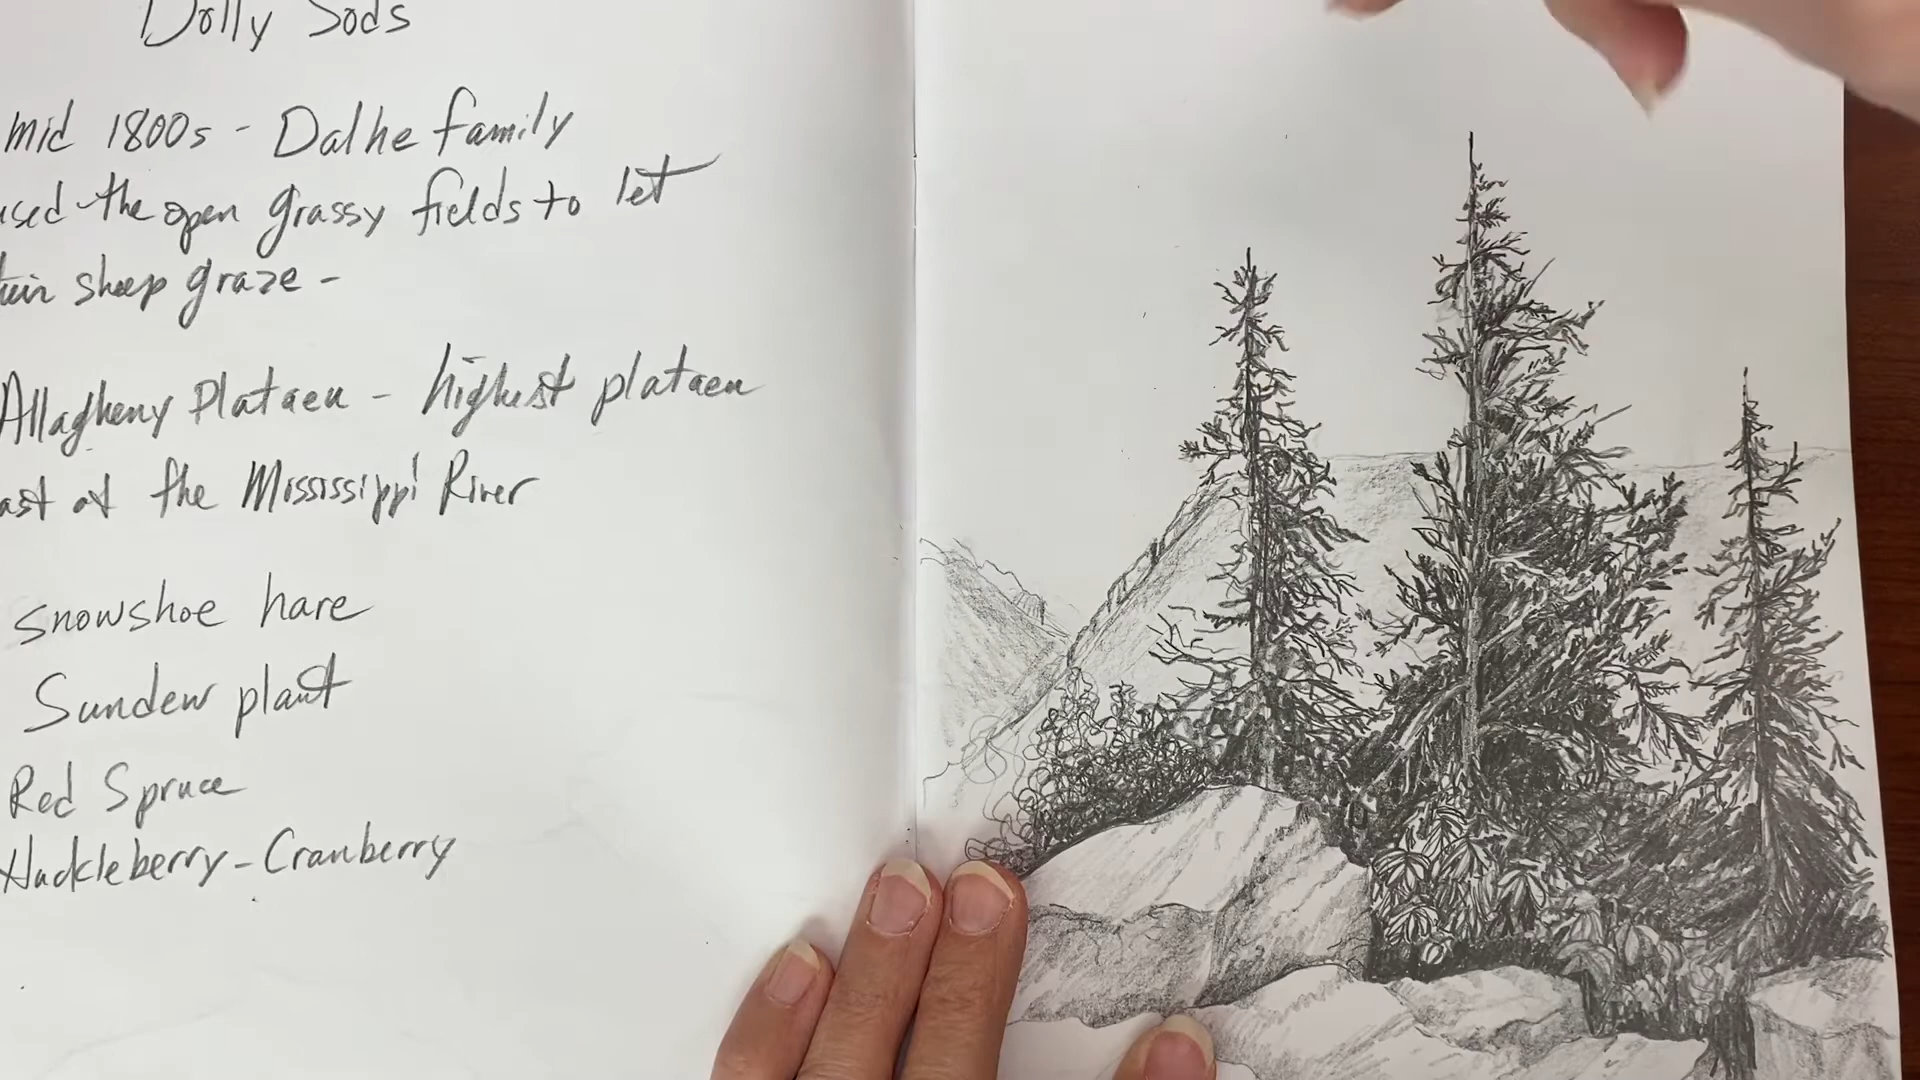 Dolly Sods
mid 1800s - Dalhe family
used the open grassy fields to let
their sheep graze -
Allagheny Plataeu - highest plataeu
east of the Mississippi River
snowshoe hare
Sundew plant
Red Spruce
Huckleberry - Cranberry